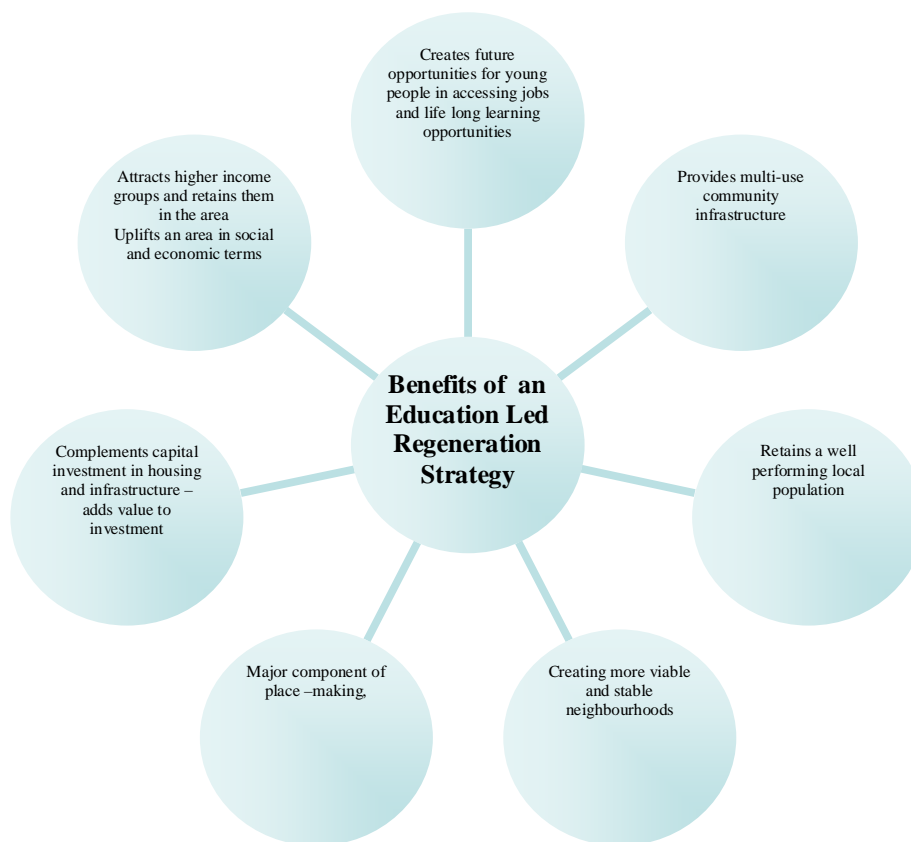 Creates future
opportunities for young
people in accessing jobs
and life long learning
opportunities
Attracts higher income
groups and retains them
in the area
Uplifts an area in social
and economic terms
Provides multi-use
community
infrastructure
Benefits of an
Education Led
Regeneration
Strategy
Complements capital
investment in housing
and infrastructure –
adds value to
investment
Retains a well
performing local
population
Major component of
place –making,
Creating more viable
and stable
neighbourhoods